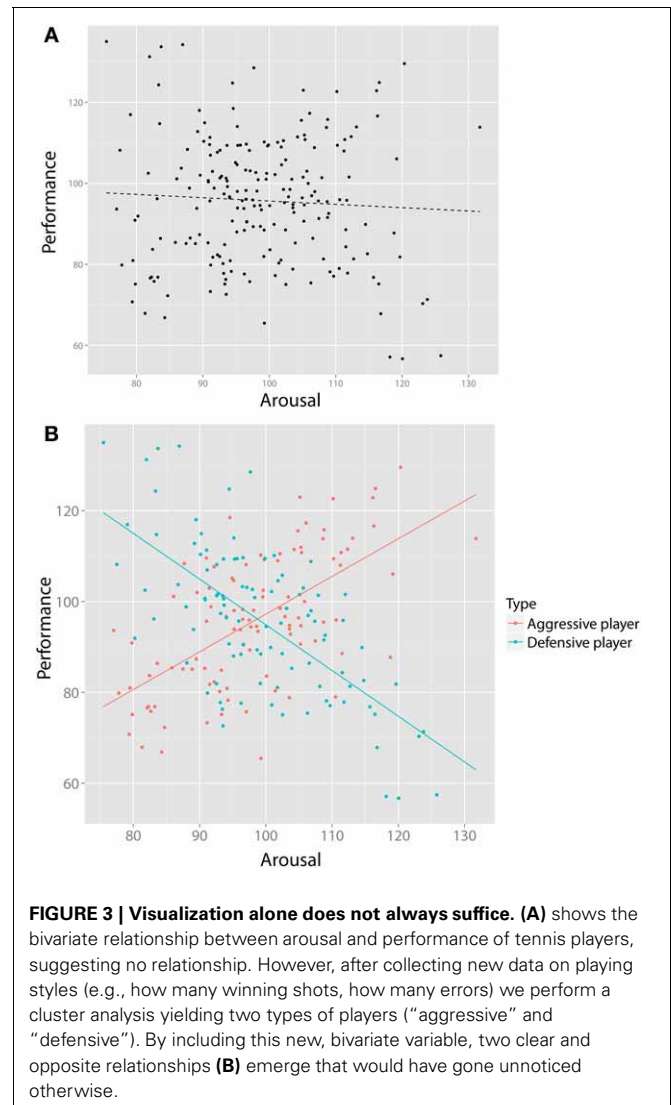 A
120
100
80
60
Performance
80 90 100 110 120 130
Arousal
B
120
100
80
60
Performance
Type
Aggressive player
Defensive player
80 90 100 110 120 130
Arousal
FIGURE 3 | Visualization alone does not always suffice. (A) shows the
bivariate relationship between arousal and performance of tennis players,
suggesting no relationship. However, after collecting new data on playing
styles (e.g., how many winning shots, how many errors) we perform a
cluster analysis yielding two types of players (“aggressive” and
“defensive”). By including this new, bivariate variable, two clear and
opposite relationships (B) emerge that would have gone unnoticed
otherwise.